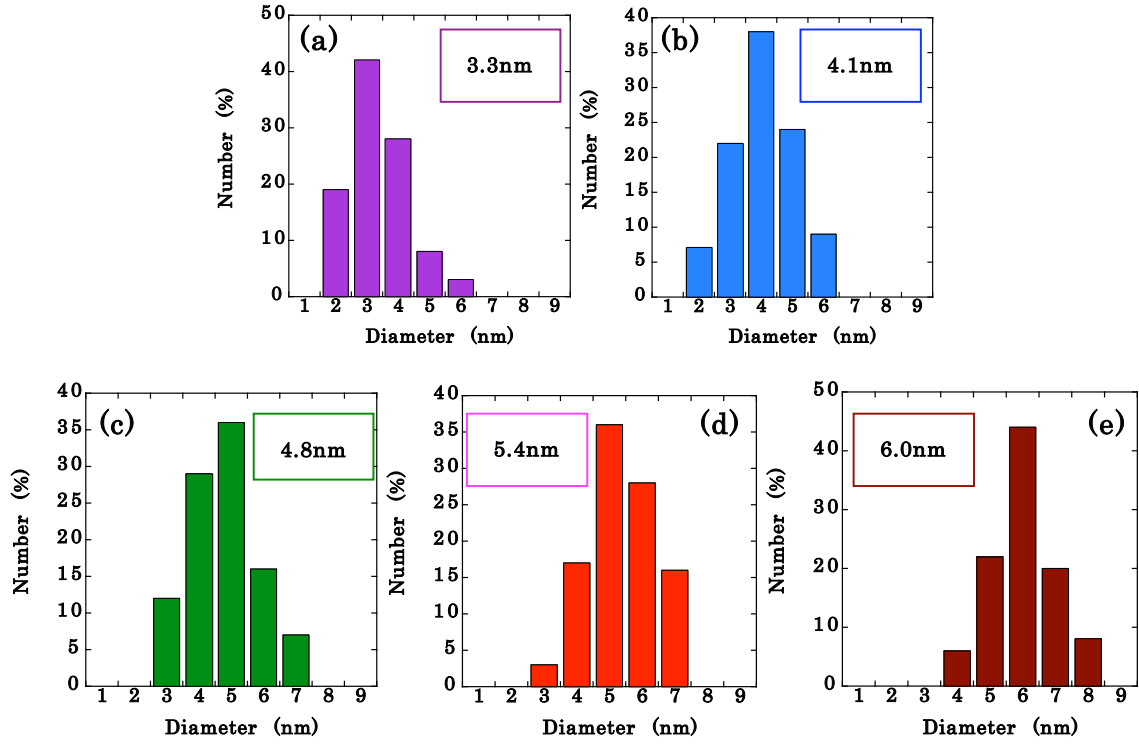 (a)
3.3nm
Number (%)
50
40
30
20
10
0
1 2 3 4 5 6 7 8 9
Diameter (nm)
(b)
4.1nm
Number (%)
40
35
30
25
20
15
10
5
0
1 2 3 4 5 6 7 8 9
Diameter (nm)
(c)
4.8nm
Number (%)
40
35
30
25
20
15
10
5
0
1 2 3 4 5 6 7 8 9
Diameter (nm)
(d)
5.4nm
Number (%)
40
35
30
25
20
15
10
5
0
1 2 3 4 5 6 7 8 9
Diameter (nm)
(e)
6.0nm
Number (%)
50
40
30
20
10
0
1 2 3 4 5 6 7 8 9
Diameter (nm)